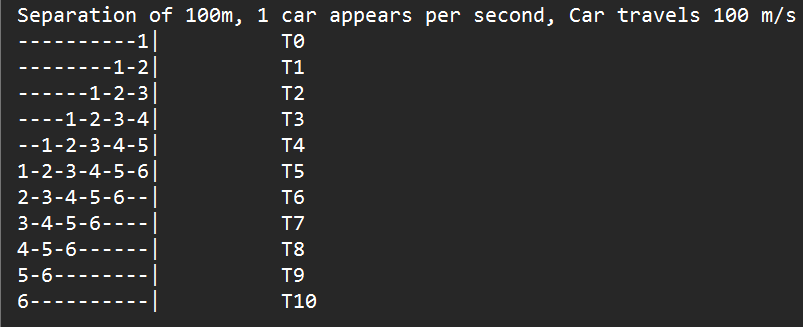 Separation of 100m, 1 car appears per second, Car travels 100 m/s
----------1|          T0
--------1-2|          T1
------1-2-3|          T2
----1-2-3-4|          T3
--1-2-3-4-5|          T4
1-2-3-4-5-6|          T5
2-3-4-5-6--|          T6
3-4-5-6----|          T7
4-5-6------|          T8
5-6--------|          T9
6----------|          T10